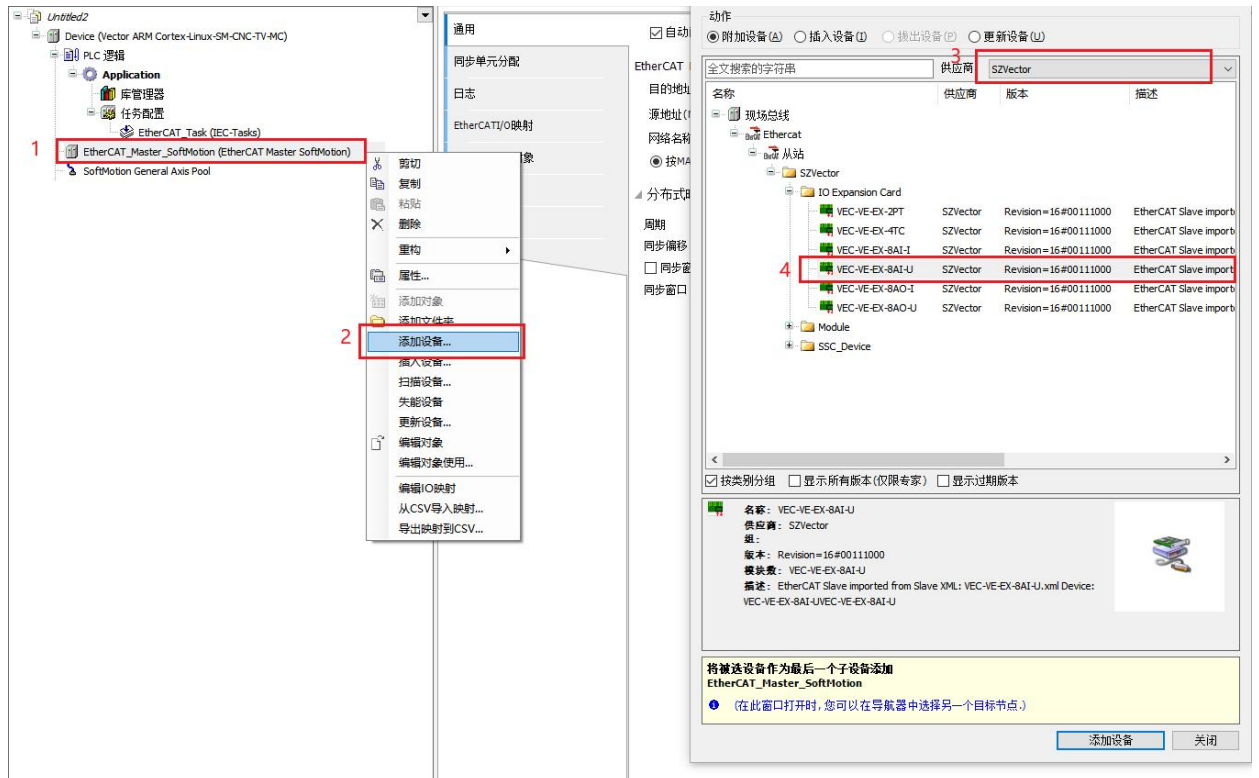 Untitled2
Device (Vector ARM Cortex-Linux-SM-CNC-TV-MC)
PLC 逻辑
Application
库管理器
任务配置
EtherCAT_Task (IEC-Tasks)
1
EtherCAT_Master_SoftMotion (EtherCAT Master SoftMotion)
SoftMotion General Axis Pool
剪切
复制
粘贴
删除
重构
属性...
添加对象
添加文件夹
2
添加设备...
插入设备...
扫描设备...
失能设备
更新设备...
编辑对象
编辑对象使用...
编辑IO映射
从CSV导入映射...
导出映射到CSV...
通用
同步单元分配
日志
EtherCATI/O映射
象
自动
EtherCAT
目的地址
源地址(
网络名称
按MA
分布式
周期
同步偏移
同步窗
同步窗口
动作
附加设备(A) 插入设备(I) 拔出设备(P) 更新设备(U)
3
全文搜索的字符串 供应商 SZVector
名称 供应商 版本 描述
现场总线
Ethercat
从站
SZVector
IO Expansion Card
VEC-VE-EX-2PT SZVector Revision=16#00111000 EtherCAT Slave import
VEC-VE-EX-4TC SZVector Revision=16#00111000 EtherCAT Slave import
VEC-VE-EX-8AI-I SZVector Revision=16#00111000 EtherCAT Slave import
4 VEC-VE-EX-8AI-U SZVector Revision=16#00111000 EtherCAT Slave import
VEC-VE-EX-8AO-I SZVector Revision=16#00111000 EtherCAT Slave import
VEC-VE-EX-8AO-U SZVector Revision=16#00111000 EtherCAT Slave import
Module
SSC_Device
按类别分组 显示所有版本(仅限专家) 显示过期版本
名称: VEC-VE-EX-8AI-U
供应商: SZVector
组:
版本: Revision=16#00111000
模块数: VEC-VE-EX-8AI-U
描述: EtherCAT Slave imported from Slave XML: VEC-VE-EX-8AI-U.xml Device:
VEC-VE-EX-8AI-UVEC-VE-EX-8AI-U
将被选设备作为最后一个子设备添加
EtherCAT_Master_SoftMotion
(在此窗口打开时,您可以在导航器中选择另一个目标节点.)
添加设备 关闭